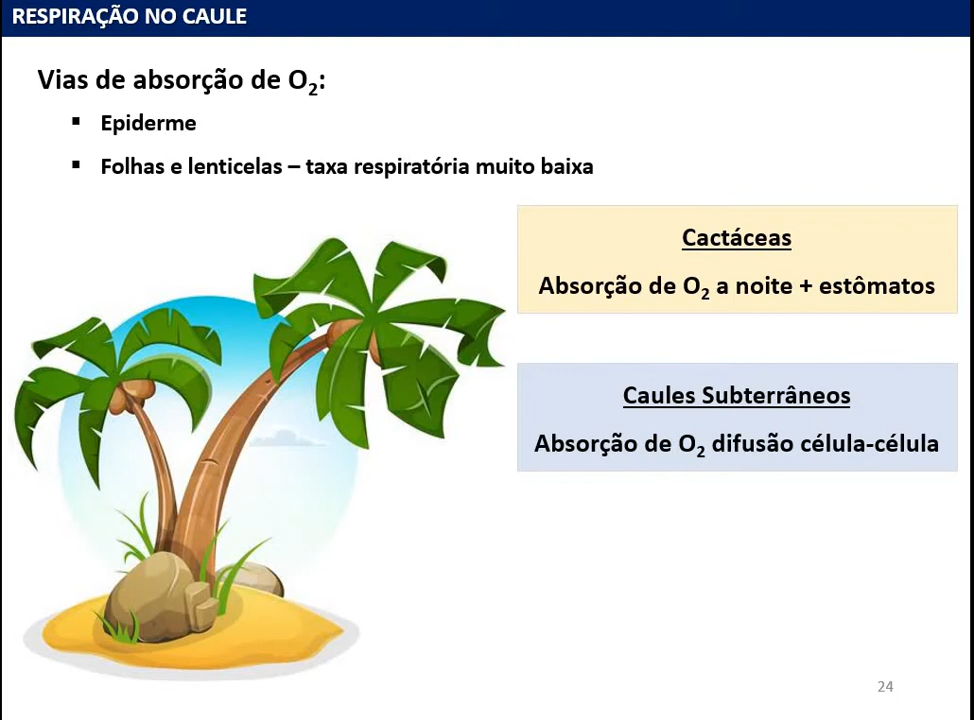 RESPIRAÇÃO NO CAULE
Vias de absorção de O₂:
▪ Epiderme
▪ Folhas e lenticelas – taxa respiratória muito baixa
Cactáceas
Absorção de O₂ a noite + estômatos
Caules Subterrâneos
Absorção de O₂ difusão célula-célula
24